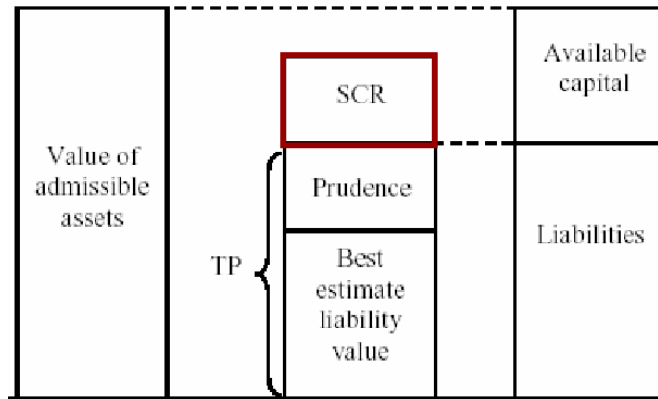 Value of
admissible
assets
TP
SCR
Prudence
Best
estimate
liability
value
Available
capital
Liabilities